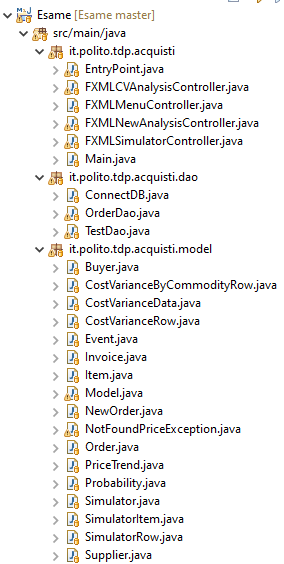 Esame [Esame master]
src/main/java
it.polito.tdp.acquisti
EntryPoint.java
FXMLCVAnalysisController.java
FXMLMenuController.java
FXMLNewAnalysisController.java
FXMLSimulatorController.java
Main.java
it.polito.tdp.acquisti.dao
ConnectDB.java
OrderDao.java
TestDao.java
it.polito.tdp.acquisti.model
Buyer.java
CostVarianceByCommodityRow.java
CostVarianceData.java
CostVarianceRow.java
Event.java
Invoice.java
Item.java
Model.java
NewOrder.java
NotFoundPriceException.java
Order.java
PriceTrend.java
Probability.java
Simulator.java
SimulatorItem.java
SimulatorRow.java
Supplier.java